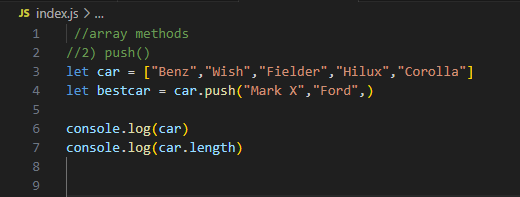 JS index.js > ...
1 //array methods
2 //2) push()
3 let car = ["Benz","Wish","Fielder","Hilux","Corolla"]
4 let bestcar = car.push("Mark X","Ford",)
5
6 console.log(car)
7 console.log(car.length)
8
9